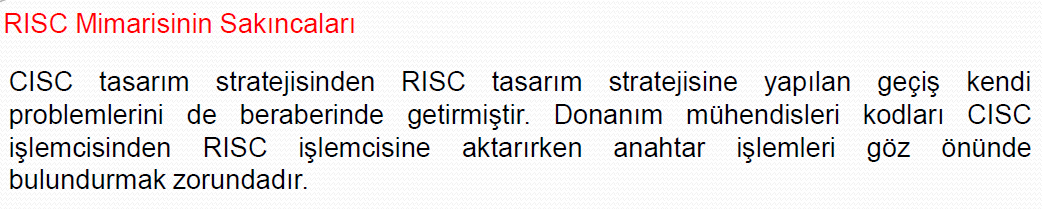 RISC Mimarisinin Sakıncaları
CISC tasarım stratejisinden RISC tasarım stratejisine yapılan geçiş kendi
problemlerini de beraberinde getirmiştir. Donanım mühendisleri kodları CISC
işlemcisinden RISC işlemcisine aktarırken anahtar işlemleri göz önünde
bulundurmak zorundadır.